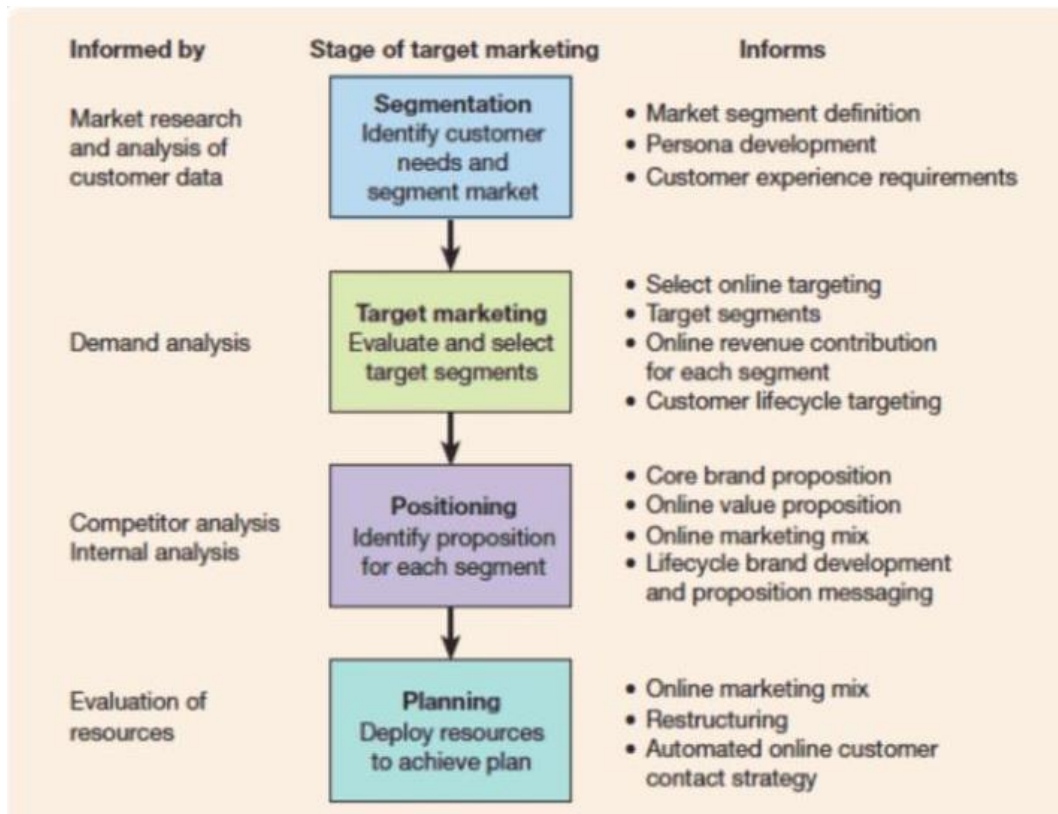 Informed by
Stage of target marketing
Informs
Market research
and analysis of
customer data
Segmentation
Identify customer
needs and
segment market
• Market segment definition
• Persona development
• Customer experience requirements
Demand analysis
Target marketing
Evaluate and select
target segments
• Select online targeting
• Target segments
• Online revenue contribution
for each segment
• Customer lifecycle targeting
Competitor analysis
Internal analysis
Positioning
Identify proposition
for each segment
• Core brand proposition
• Online value proposition
• Online marketing mix
• Lifecycle brand development
and proposition messaging
Evaluation of
resources
Planning
Deploy resources
to achieve plan
• Online marketing mix
• Restructuring
• Automated online customer
contact strategy